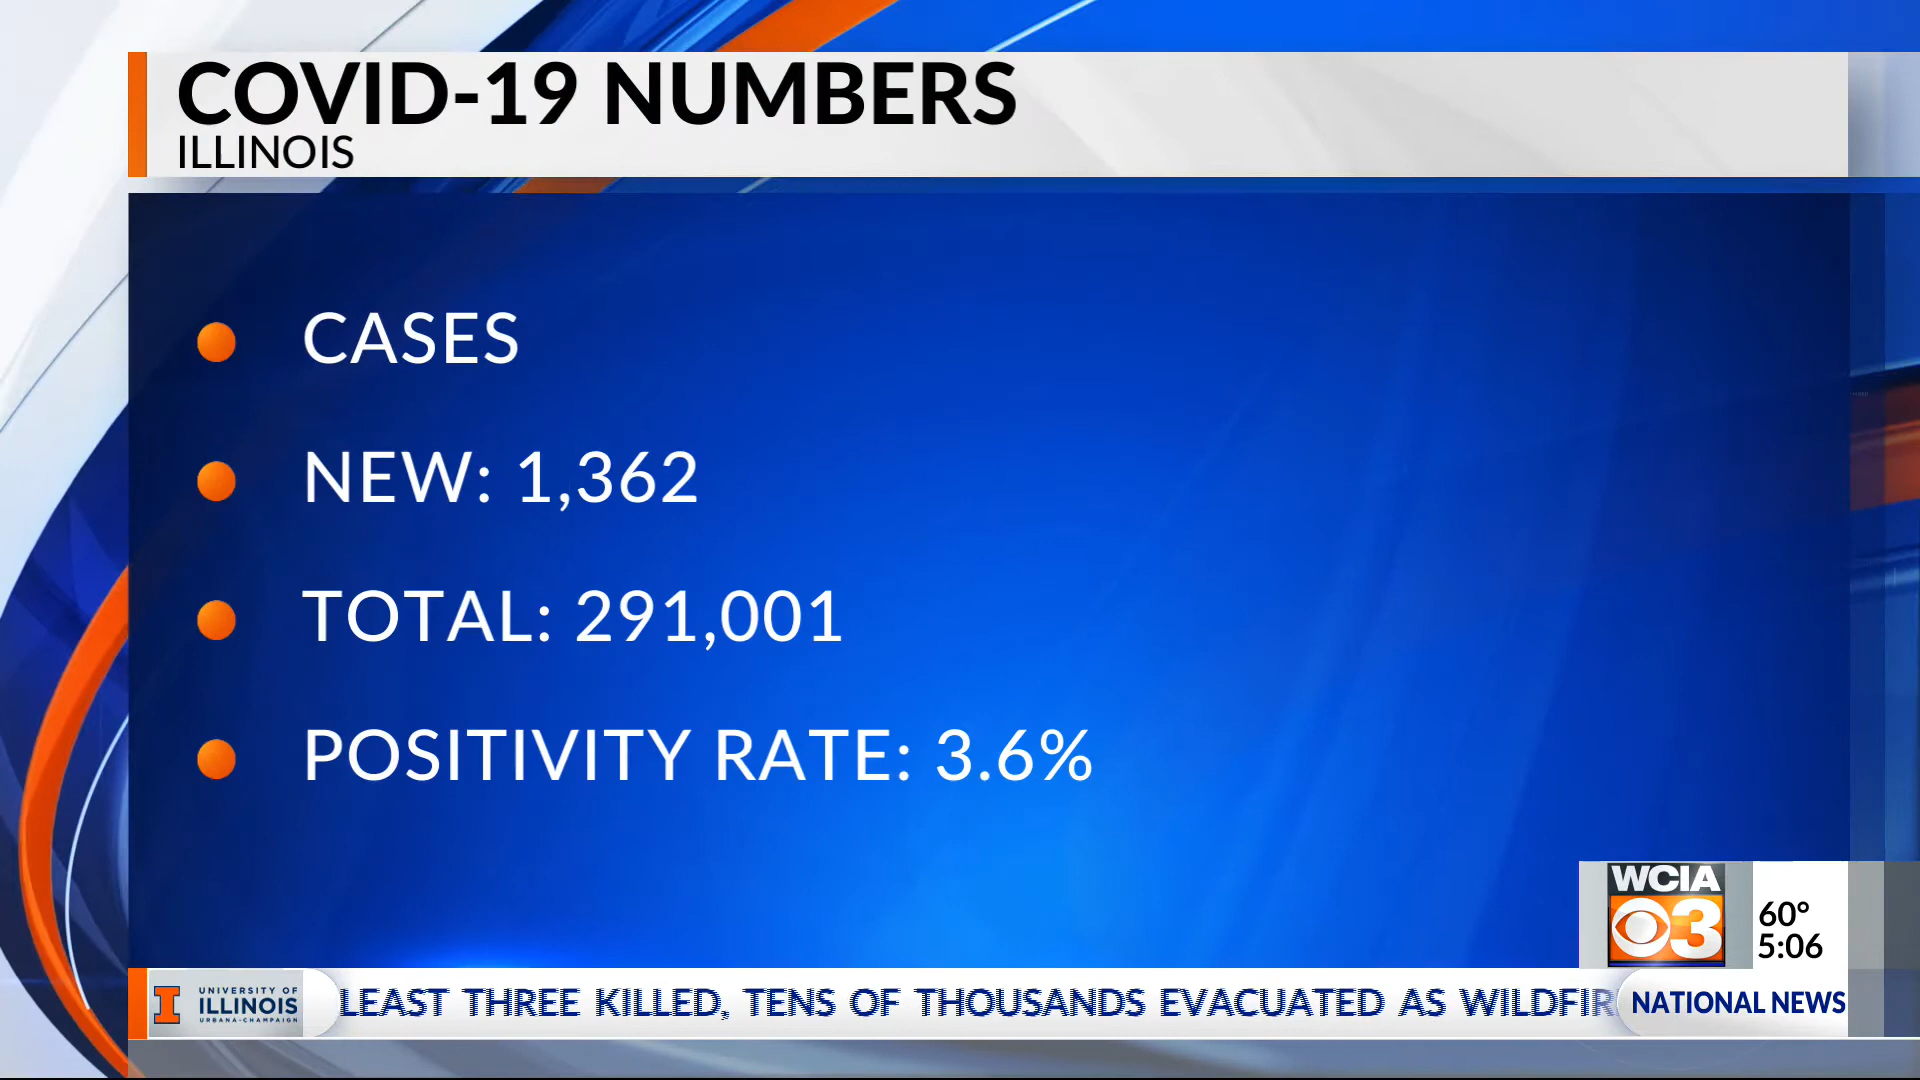 COVID-19 NUMBERS
ILLINOIS
CASES
NEW: 1,362
TOTAL: 291,001
POSITIVITY RATE: 3.6%
WCIA
3
60°
5:06
UNIVERSITY OF
ILLINOIS
URBANA-CHAMPAIGN
LEAST THREE KILLED, TENS OF THOUSANDS EVACUATED AS WILDFIR
NATIONAL NEWS